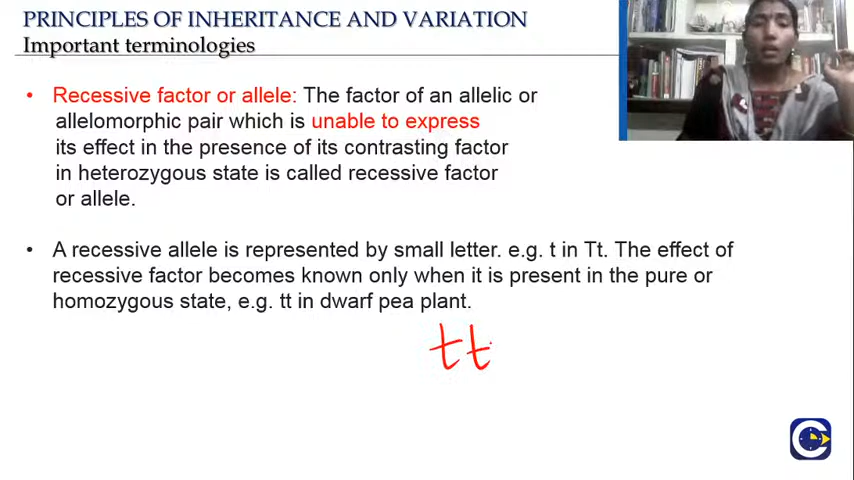 PRINCIPLES OF INHERITANCE AND VARIATION
Important terminologies
• Recessive factor or allele: The factor of an allelic or
allelomorphic pair which is unable to express
its effect in the presence of its contrasting factor
in heterozygous state is called recessive factor
or allele.
• A recessive allele is represented by small letter. e.g. t in Tt. The effect of
recessive factor becomes known only when it is present in the pure or
homozygous state, e.g. tt in dwarf pea plant.
tt